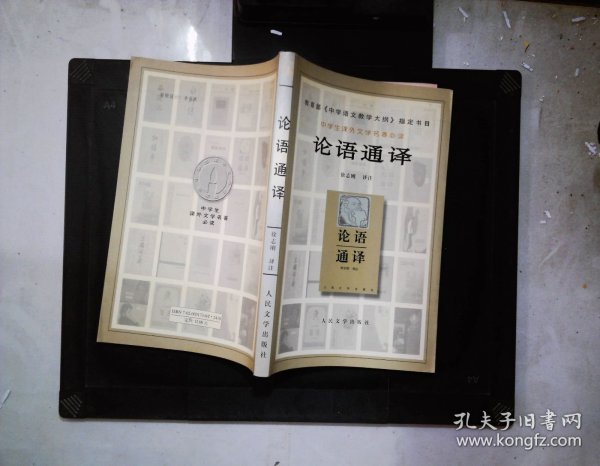 教育部《中学语文教学大纲》指定书目
中学生课外文学名著必读
论语通译
徐志刚 译注
论语
通译
人民文学出版社
论语通译
徐志刚 译注
人民文学出版社
中学生
课外文学名著
必读
孔夫子旧书网
www.kongfz.com